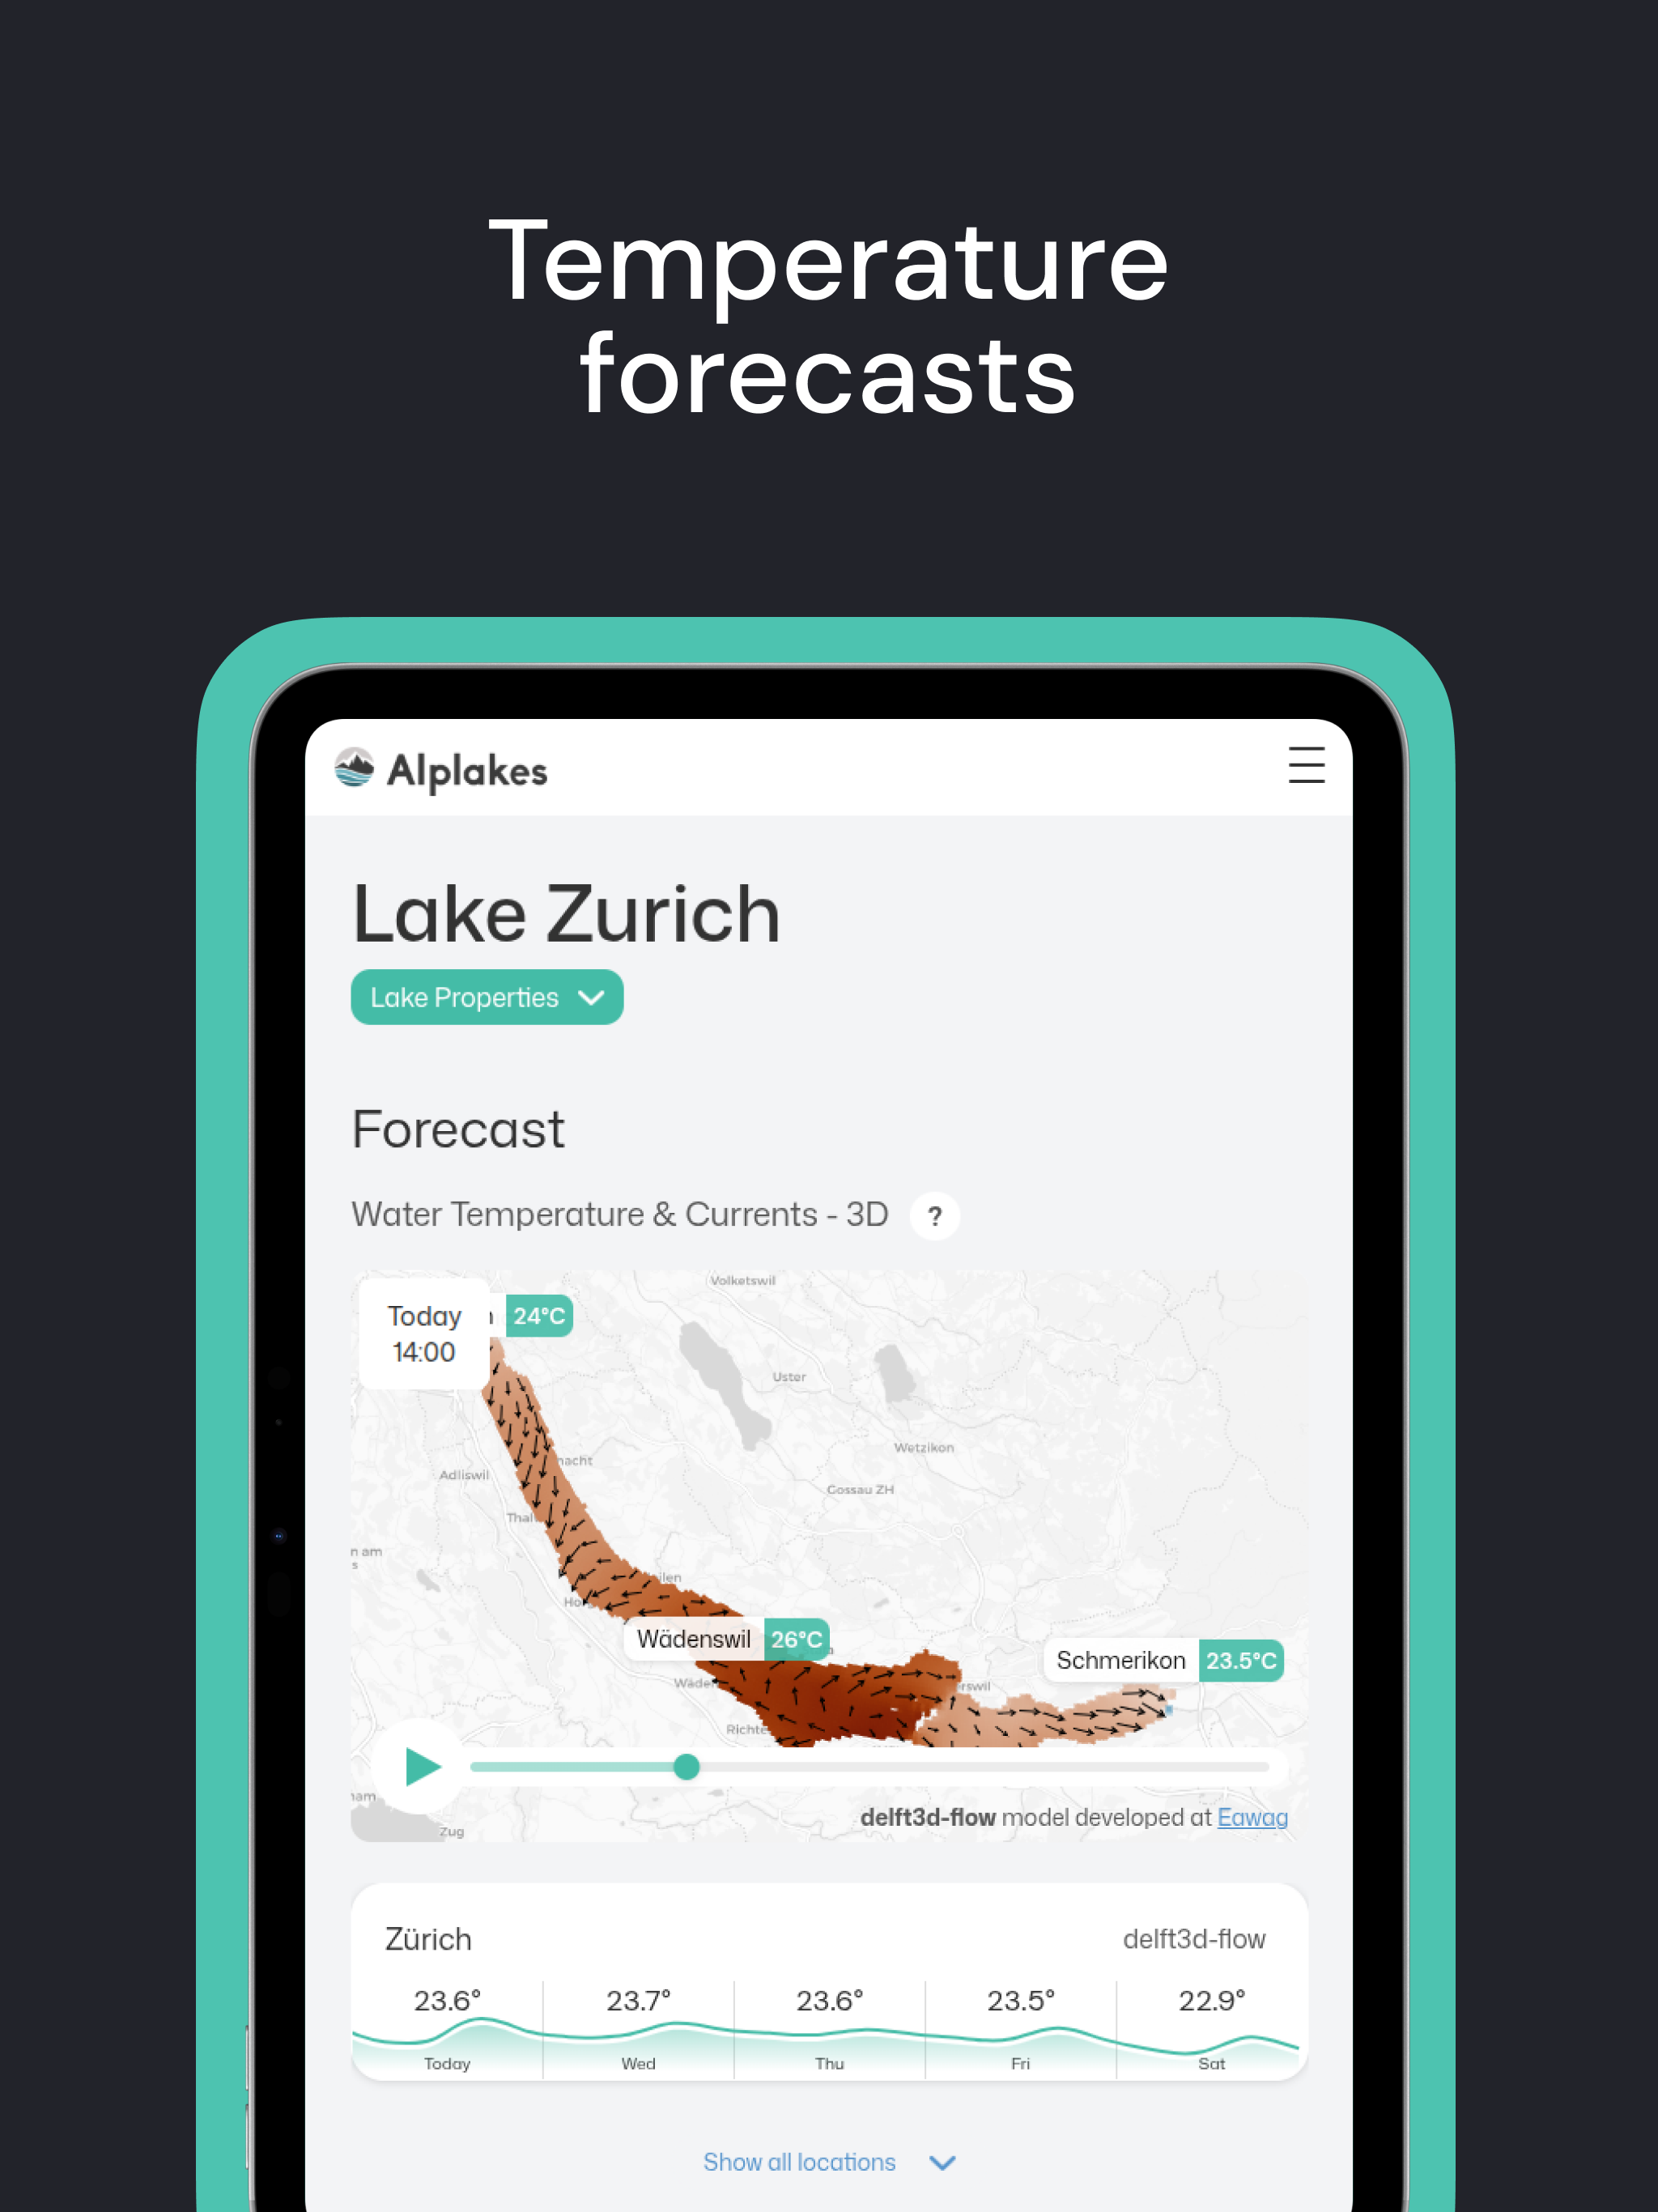 Temperature
forecasts
Alplakes
Lake Zurich
Lake Properties
Forecast
Water Temperature & Currents - 3D ?
Volketswil
Today
14:00
24°C
Uster
Wetzikon
Adliswil
Gossau ZH
Wädenswil 26°C
Schmerikon 23.5°C
Zug
delft3d-flow model developed at Eawag
Zürich delft3d-flow
23.6° 23.7° 23.6° 23.5° 22.9°
Today Wed Thu Fri Sat
Show all locations